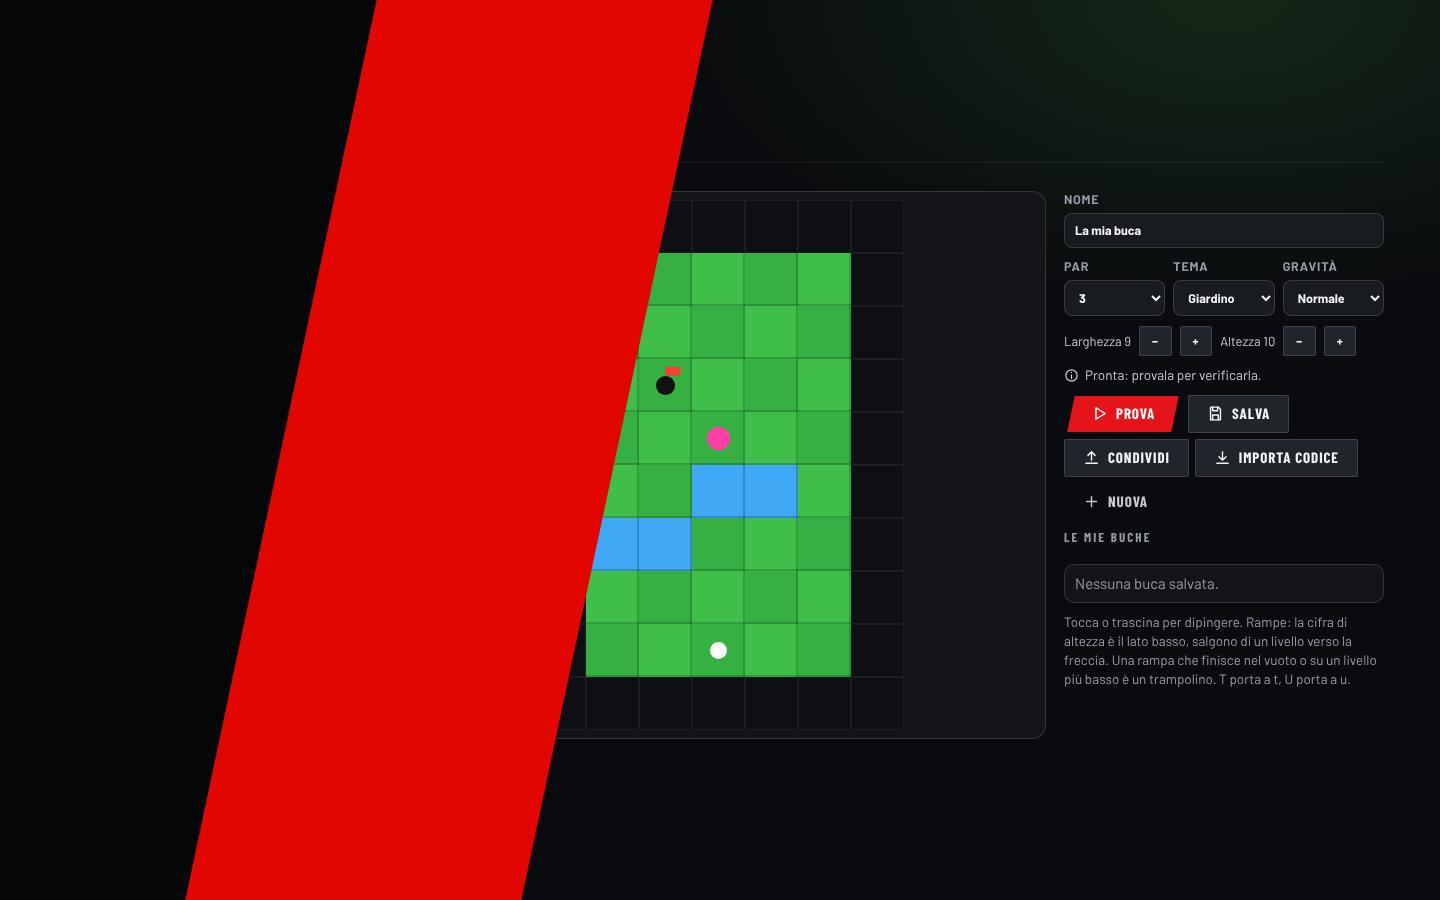 NOME
La mia buca
PAR TEMA GRAVITÀ
3 Giardino Normale
Larghezza 9 - + Altezza 10 - +
Pronta: provala per verificarla.
PROVA SALVA
CONDIVIDI IMPORTA CODICE
+ NUOVA
LE MIE BUCHE
Nessuna buca salvata.
Tocca o trascina per dipingere. Rampe: la cifra di
altezza è il lato basso, salgono di un livello verso la
freccia. Una rampa che finisce nel vuoto o su un livello
più basso è un trampolino. T porta a t, U porta a u.